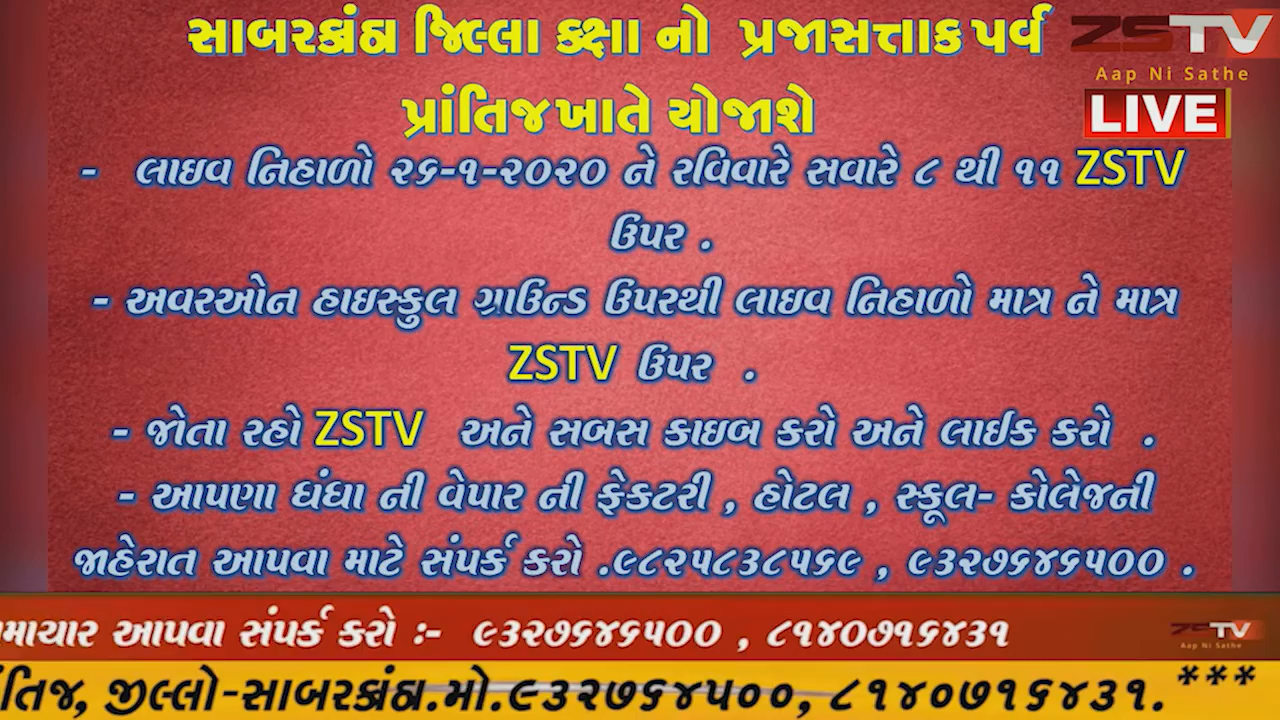 સાબરકાંઠા જિલ્લા કક્ષા નો પ્રજાસત્તાક પર્વ
પ્રાંતિજ ખાતે યોજાશે
ZSTV
Aap Ni Sathe
LIVE
- લાઇવ નિહાળો ૨૬-૧-૨૦૨૦ ને રવિવારે સવારે ૮ થી ૧૧ ZSTV
ઉપર .
- અવરઓન હાઇસ્કુલ ગ્રાઉન્ડ ઉપરથી લાઇવ નિહાળો માત્ર ને માત્ર
ZSTV ઉપર .
- જોતા રહો ZSTV અને સબસ કાઇબ કરો અને લાઈક કરો .
- આપણા ધંધા ની વેપાર ની ફેકટરી , હોટલ , સ્કૂલ- કોલેજની
જાહેરાત આપવા માટે સંપર્ક કરો .૯૮૨૫૮૩૮૫૬૯ , ૯૩૨૭૬૪૬૫૦૦ .
માચાર આપવા સંપર્ક કરો :- ૯૩૨૭૬૪૬૫૦૦ , ૮૧૪૦૭૧૬૪૩૧
ZSTV
Aap Ni Sathe
તિજ, જીલ્લો-સાબરકાંઠા.મો.૯૩૨૭૬૪૫૦૦, ૮૧૪૦૭૧૬૪૩૧.***